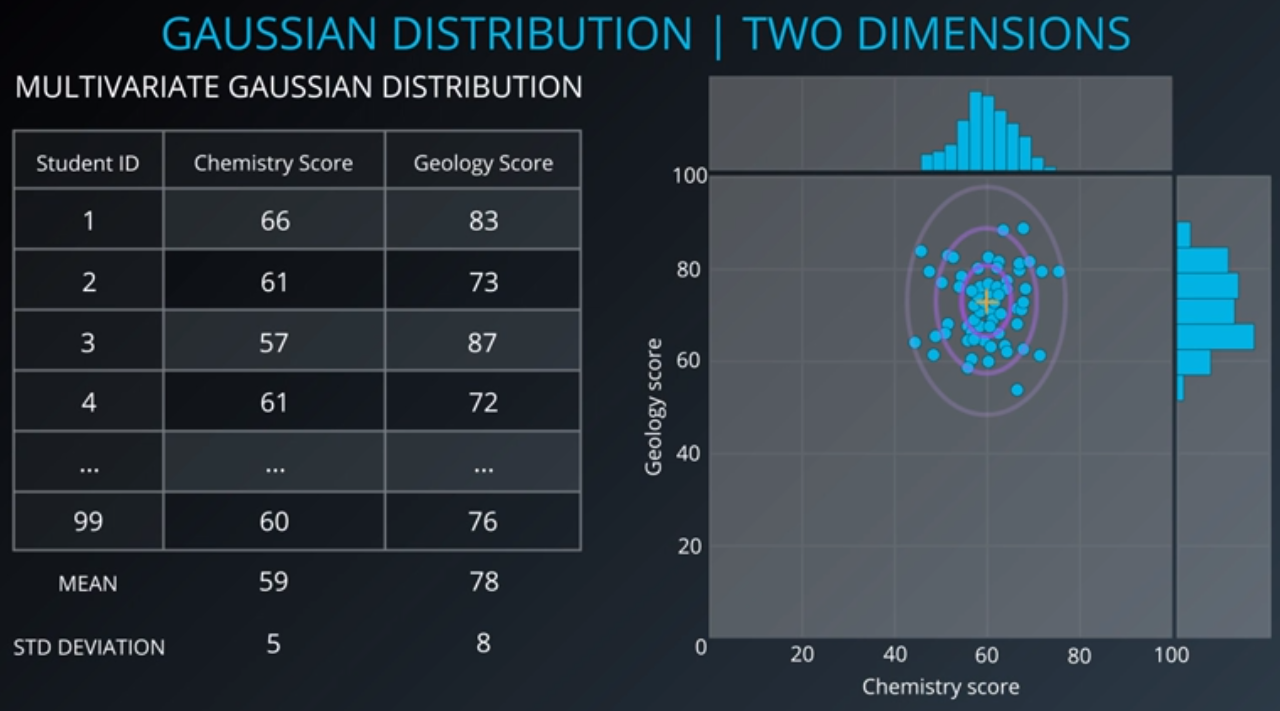 GAUSSIAN DISTRIBUTION | TWO DIMENSIONS
MULTIVARIATE GAUSSIAN DISTRIBUTION
Student ID Chemistry Score Geology Score
1 66 83
2 61 73
3 57 87
4 61 72
... ... ...
99 60 76
MEAN 59 78
STD DEVIATION 5 8
100
80
60
40
20
0
Geology score
20 40 60 80 100
Chemistry score